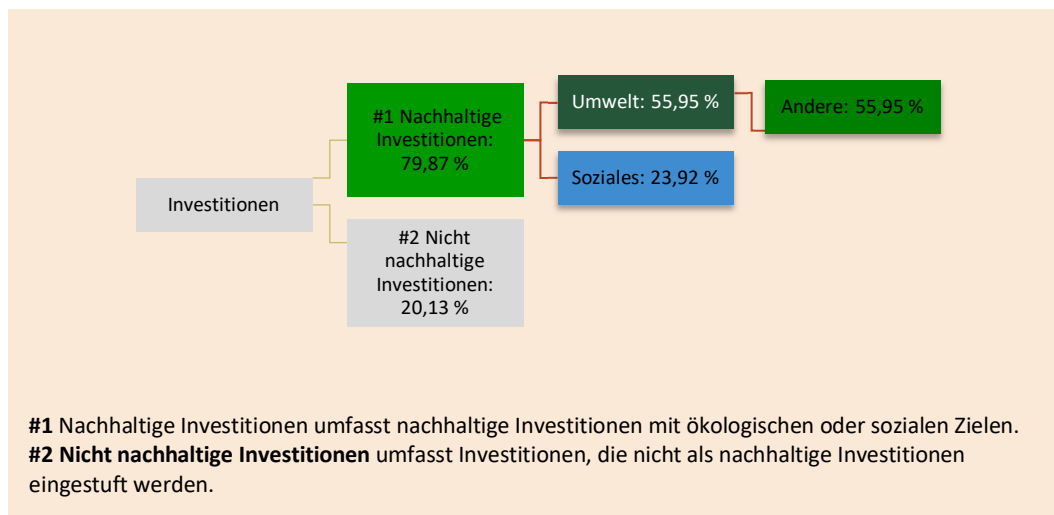 Investitionen
#1 Nachhaltige
Investitionen:
79,87 %
#2 Nicht
nachhaltige
Investitionen:
20,13 %
Umwelt: 55,95 %
Soziales: 23,92 %
Andere: 55,95 %
#1 Nachhaltige Investitionen umfasst nachhaltige Investitionen mit ökologischen oder sozialen Zielen.
#2 Nicht nachhaltige Investitionen umfasst Investitionen, die nicht als nachhaltige Investitionen
eingestuft werden.